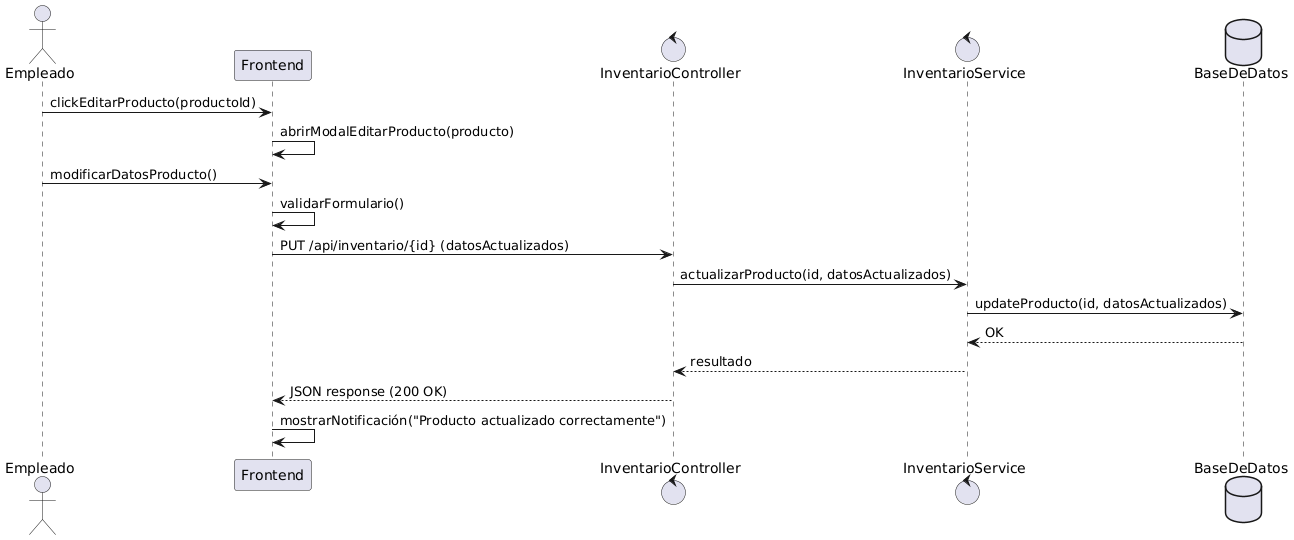 Empleado
Frontend
InventarioController
InventarioService
BaseDeDatos
clickEditarProducto(productoId)
abrirModalEditarProducto(producto)
modificarDatosProducto()
validarFormulario()
PUT /api/inventario/{id} (datosActualizados)
actualizarProducto(id, datosActualizados)
updateProducto(id, datosActualizados)
OK
resultado
JSON response (200 OK)
mostrarNotificación("Producto actualizado correctamente")
Empleado
Frontend
InventarioController
InventarioService
BaseDeDatos